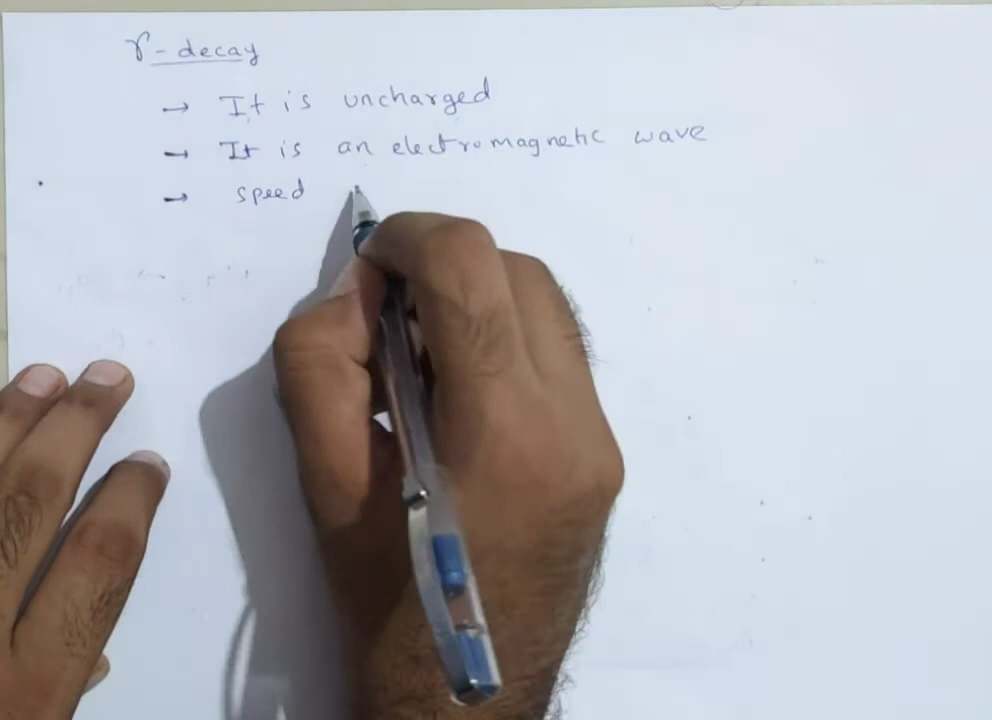 γ-decay
→ It is uncharged
→ It is an electromagnetic wave
→ speed